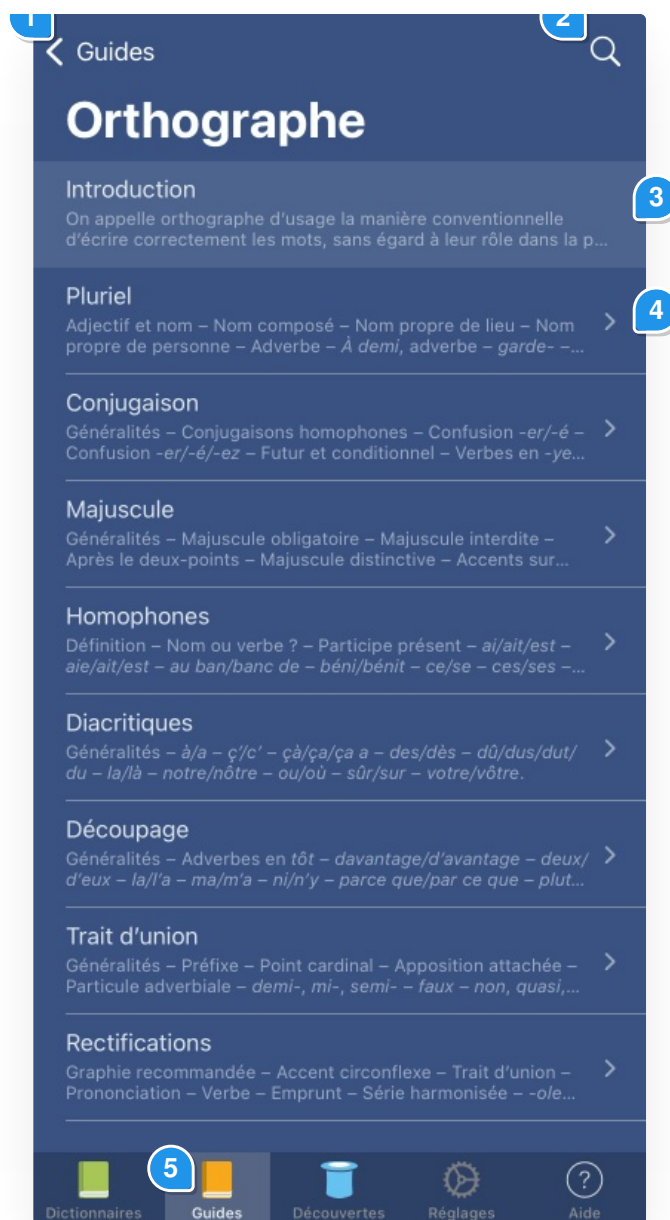 1
2
Guides
Orthographe
Introduction
On appelle orthographe d'usage la manière conventionnelle
d'écrire correctement les mots, sans égard à leur rôle dans la p...
3
Pluriel
Adjectif et nom – Nom composé – Nom propre de lieu – Nom
propre de personne – Adverbe – À demi, adverbe – garde- –...
4
Conjugaison
Généralités – Conjugaisons homophones – Confusion -er/-é –
Confusion -er/-é/-ez – Futur et conditionnel – Verbes en -ye...
Majuscule
Généralités – Majuscule obligatoire – Majuscule interdite –
Après le deux-points – Majuscule distinctive – Accents sur...
Homophones
Définition – Nom ou verbe ? – Participe présent – ai/ait/est –
aie/ait/est – au ban/banc de – béni/bénit – ce/se – ces/ses –...
Diacritiques
Généralités – à/a – ç'/c' – çà/ça/ça a – des/dès – dû/dus/dut/
du – la/là – notre/nôtre – ou/où – sûr/sur – votre/vôtre.
Découpage
Généralités – Adverbes en tôt – davantage/d'avantage – deux/
d'eux – la/l'a – ma/m'a – ni/n'y – parce que/par ce que – plut...
Trait d'union
Généralités – Préfixe – Point cardinal – Apposition attachée –
Particule adverbiale – demi-, mi-, semi- – faux – non, quasi,...
Rectifications
Graphie recommandée – Accent circonflexe – Trait d'union –
Prononciation – Verbe – Emprunt – Série harmonisée – -ole...
5
?
Dictionnaires Guides Découvertes Réglages Aide